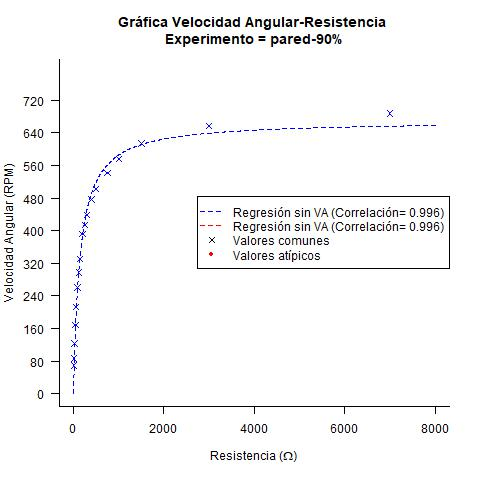 Gráfica Velocidad Angular-Resistencia
Experimento = pared-90%
Velocidad Angular (RPM)
720
640
560
480
400
320
240
160
80
0
Regresión sin VA (Correlación= 0.996)
Regresión sin VA (Correlación= 0.996)
Valores comunes
Valores atípicos
0 2000 4000 6000 8000
Resistencia (Ω)